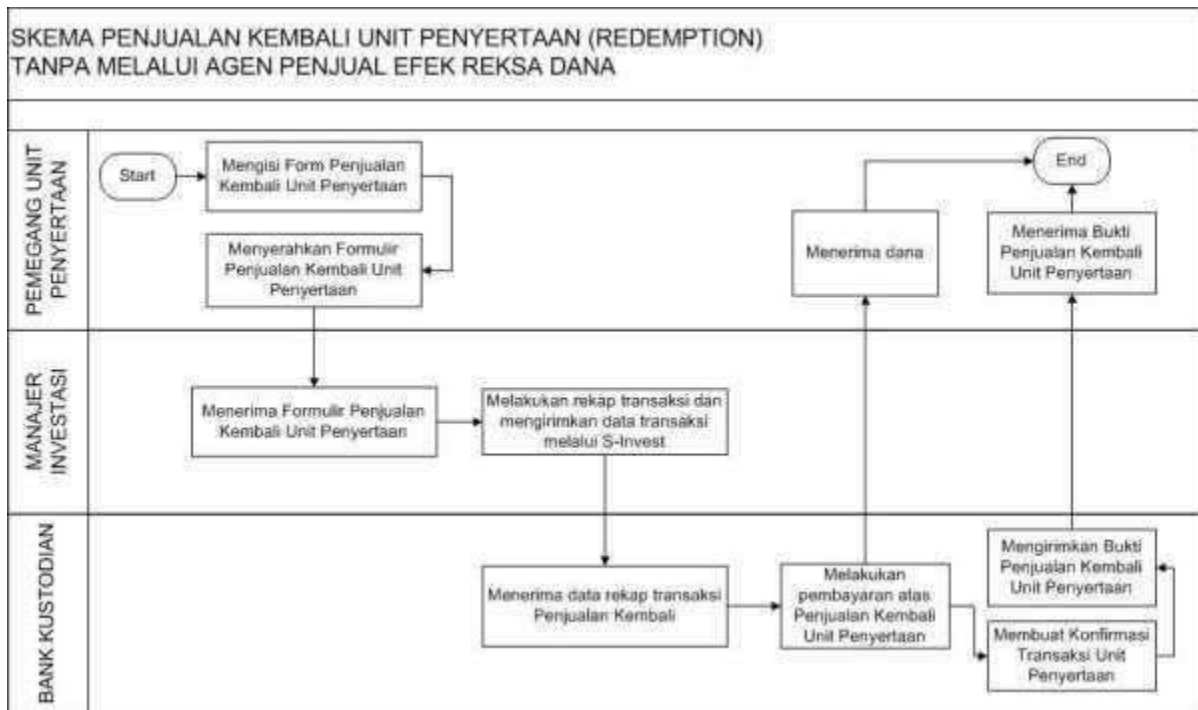 SKEMA PENJUALAN KEMBALI UNIT PENYERTAAN (REDEMPTION)
TANPA MELALUI AGEN PENJUAL EFEK REKSA DANA
PEMEGANG UNIT
PENYERTAAN
Start
Mengisi Form Penjualan
Kembali Unit Penyertaan
Menyerahkan Formulir
Penjualan Kembali Unit
Penyertaan
Menerima dana
End
Menerima Bukti
Penjualan Kembali
Unit Penyertaan
MANAJER
INVESTASI
Menerima Formulir Penjualan
Kembali Unit Penyertaan
Melakukan rekap transaksi dan
mengirimkan data transaksi
melalui S-Invest
BANK KUSTODIAN
Menerima data rekap transaksi
Penjualan Kembali
Melakukan
pembayaran atas
Penjualan Kembali
Unit Penyertaan
Mengirimkan Bukti
Penjualan Kembali
Unit Penyertaan
Membuat Konfirmasi
Transaksi Unit
Penyertaan